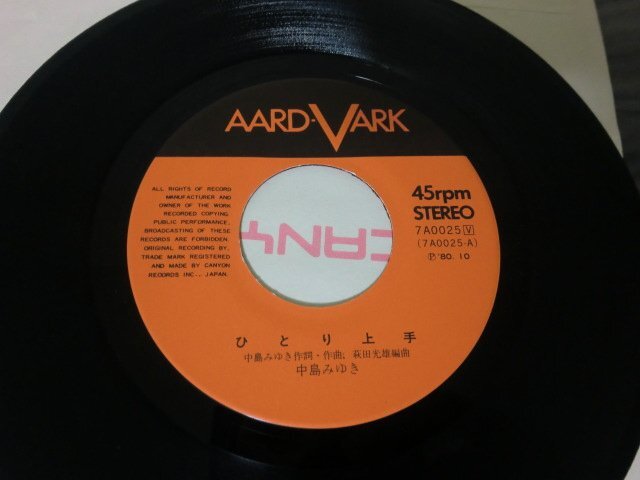 AARD-VARK
ALL RIGHTS OF RECORD
MANUFACTURER AND
OWNER OF THE WORK
RECORDED COPYING.
PUBLIC PERFORMANCE,
BROADCASTING OF THESE
RECORDS ARE FORBIDDEN.
ORIGINAL RECORDING BY.
TRADE MARK REGISTERED
AND MADE BY CANYON
RECORDS INC., JAPAN.
45rpm
STEREO
7A0025 V
(7A0025-A)
Ⓟ '80. 10
CANY
ひとり上手
中島みゆき作詞・作曲, 萩田光雄編曲
中島みゆき